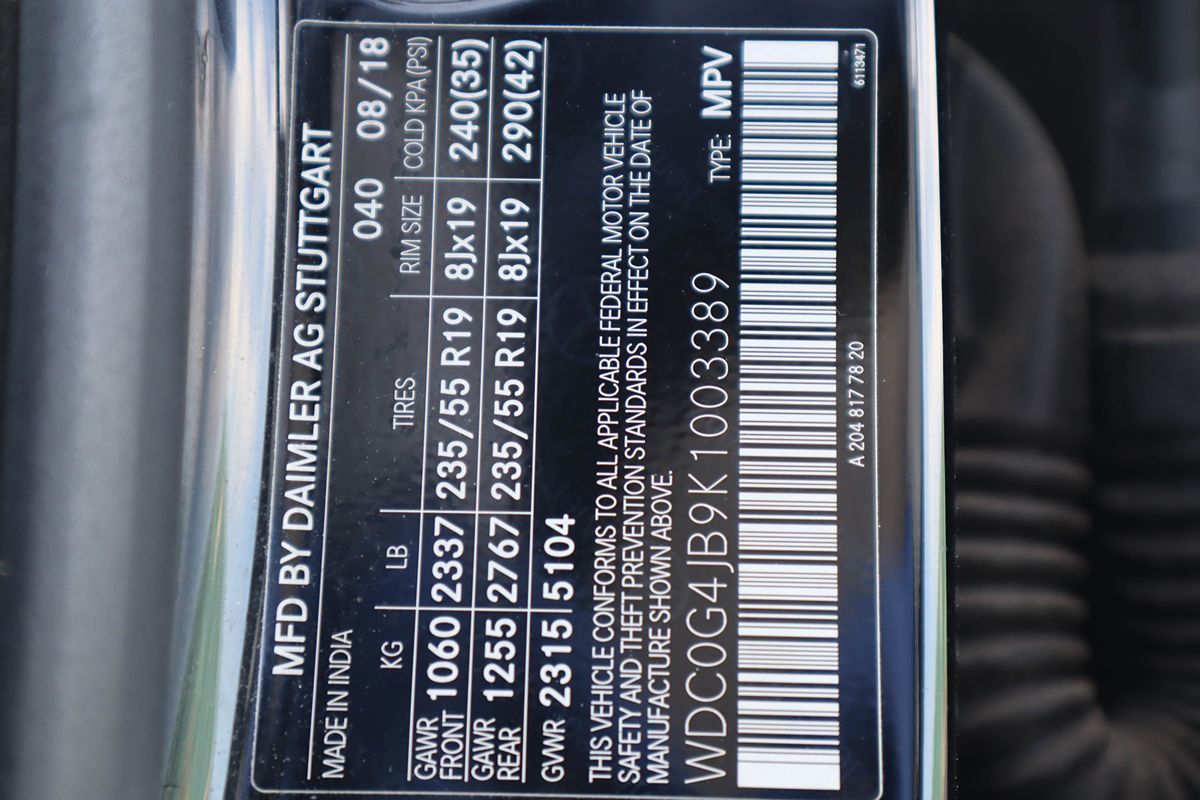 MFD BY DAIMLER AG STUTTGART
MADE IN INDIA 040 08/18
KG LB TIRES RIM SIZE COLD KPA (PSI)
GAWR FRONT 1060 2337 235/55 R19 8Jx19 240(35)
GAWR REAR 1255 2767 235/55 R19 8Jx19 290(42)
GWR 2315 5104
THIS VEHICLE CONFORMS TO ALL APPLICABLE FEDERAL MOTOR VEHICLE
SAFETY AND THEFT PREVENTION STANDARDS IN EFFECT ON THE DATE OF
MANUFACTURE SHOWN ABOVE.
WDC0G4JB9K1003389 TYPE: MPV
A 204 817 78 20 6113471